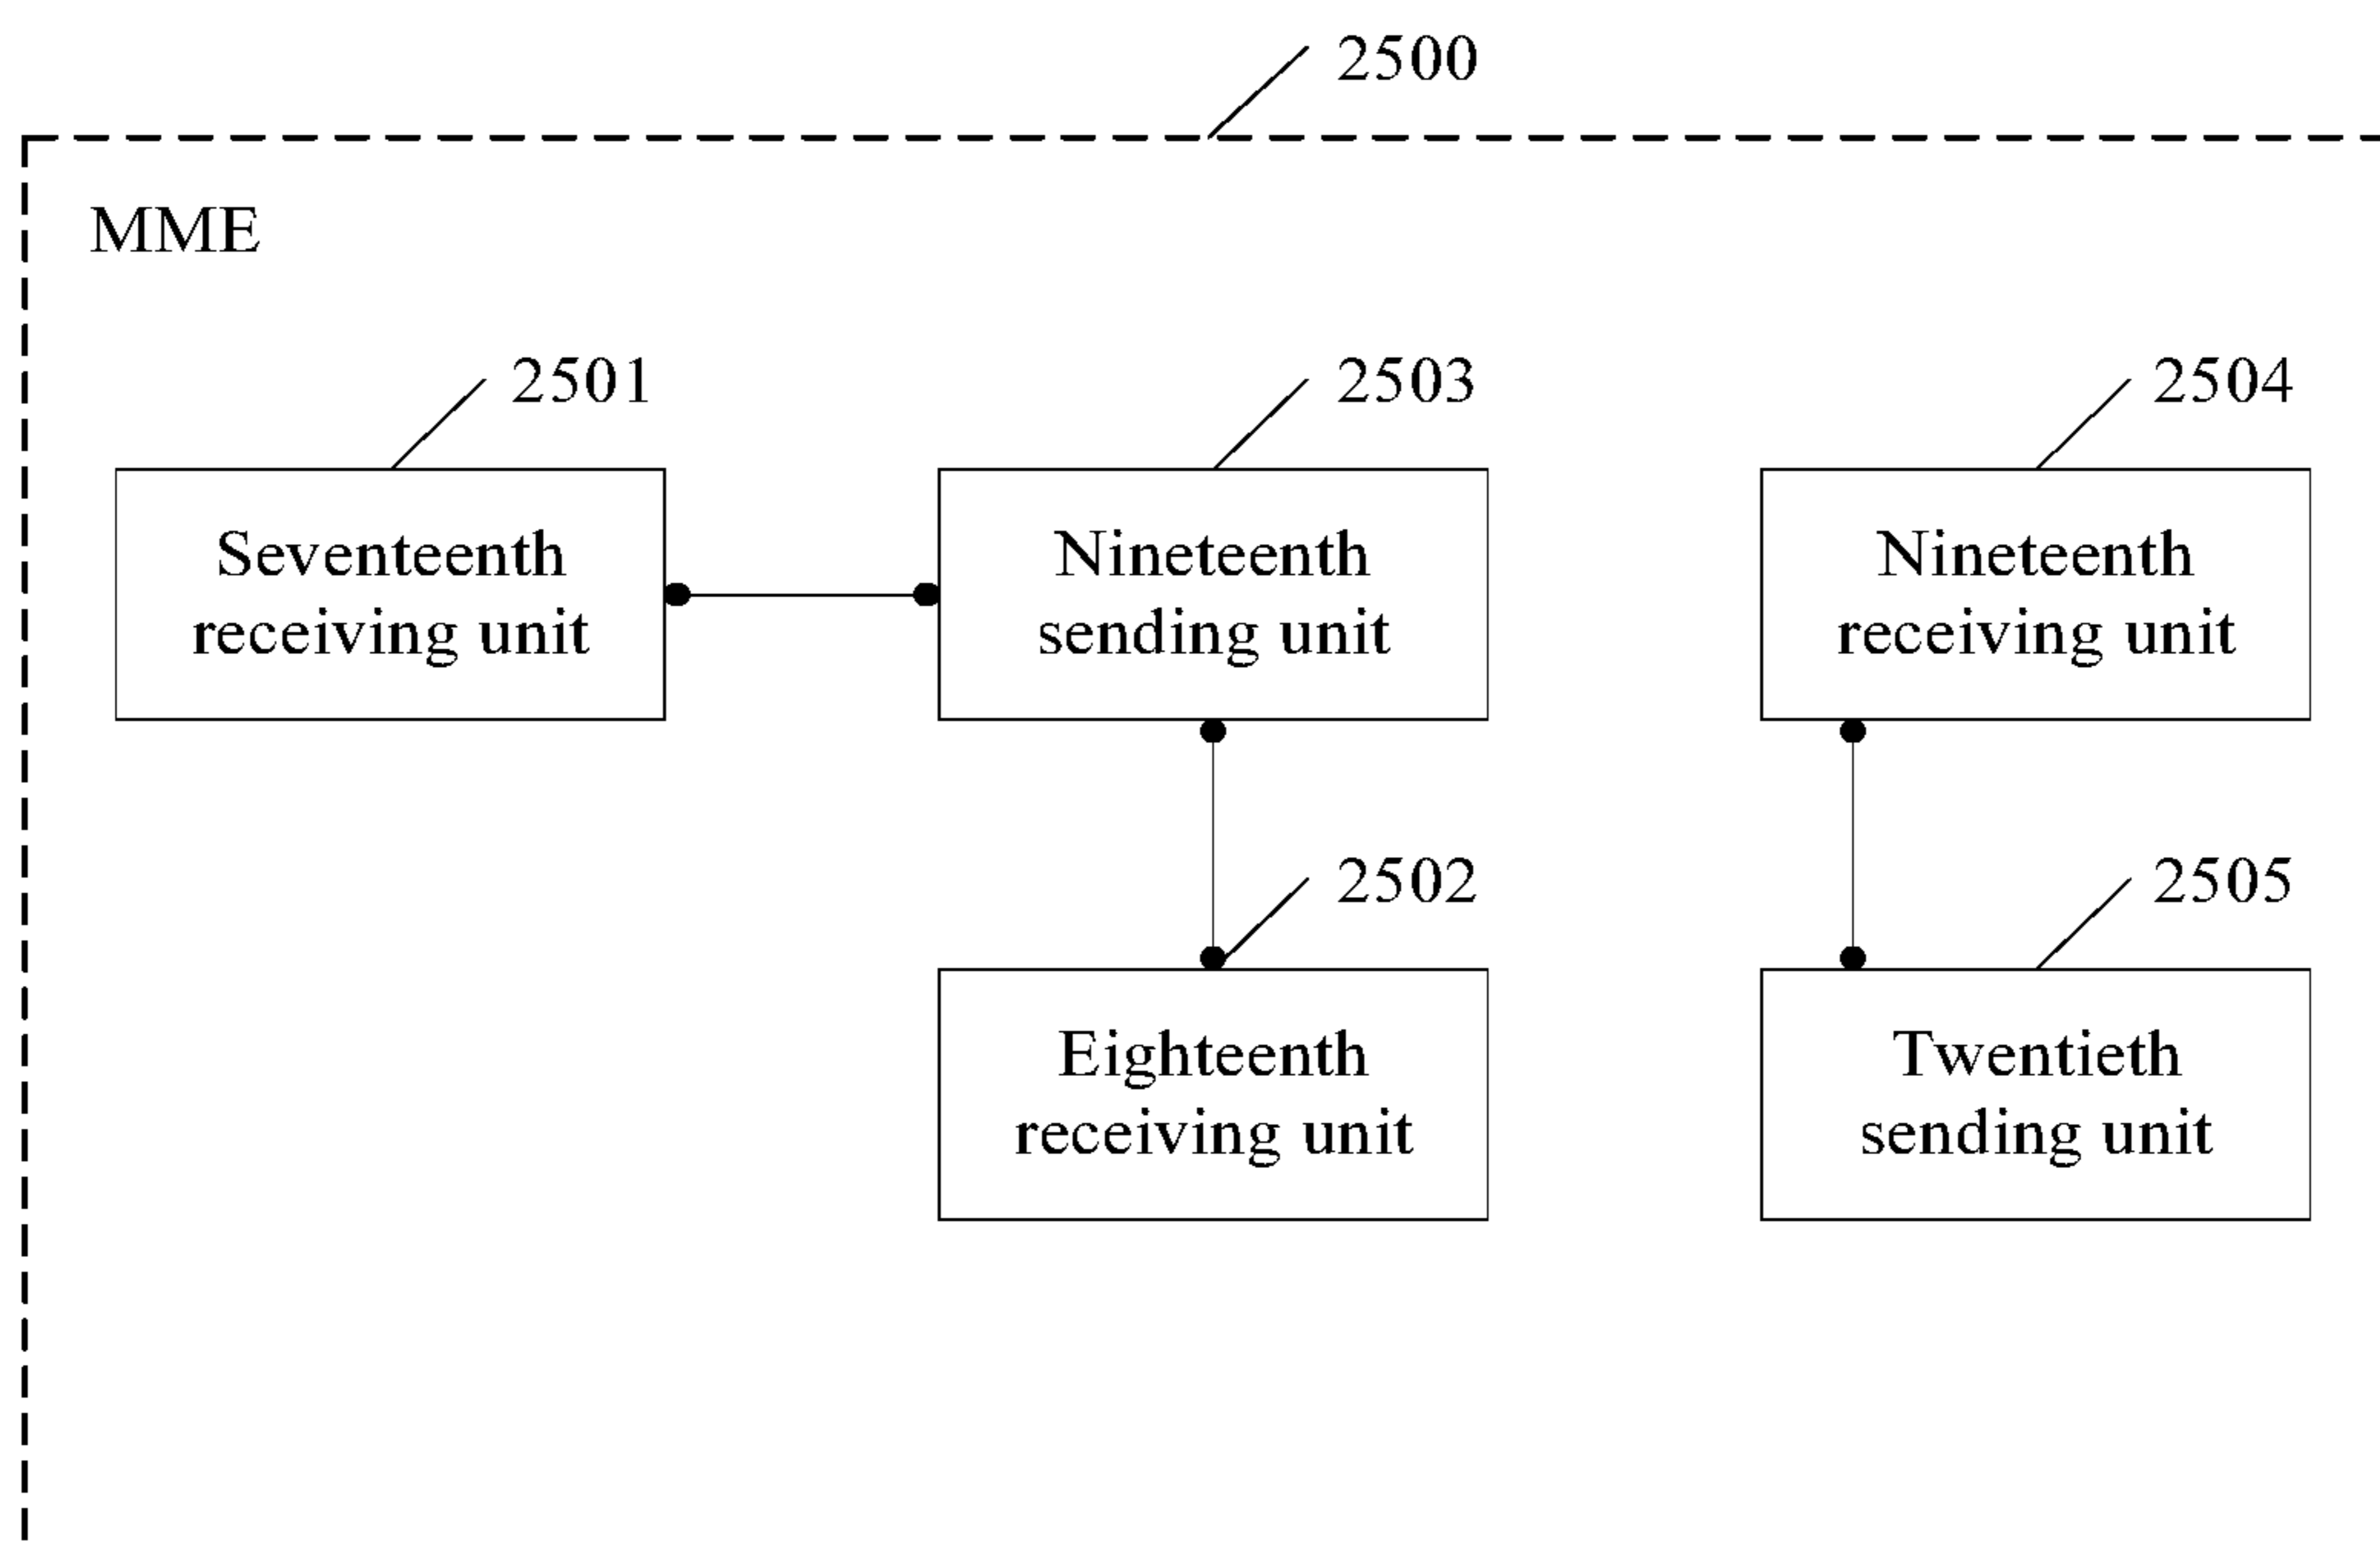 2500
MME
2501
2503
2504
Seventeenth
receiving unit
Nineteenth
sending unit
Nineteenth
receiving unit
2502
2505
Eighteenth
receiving unit
Twentieth
sending unit